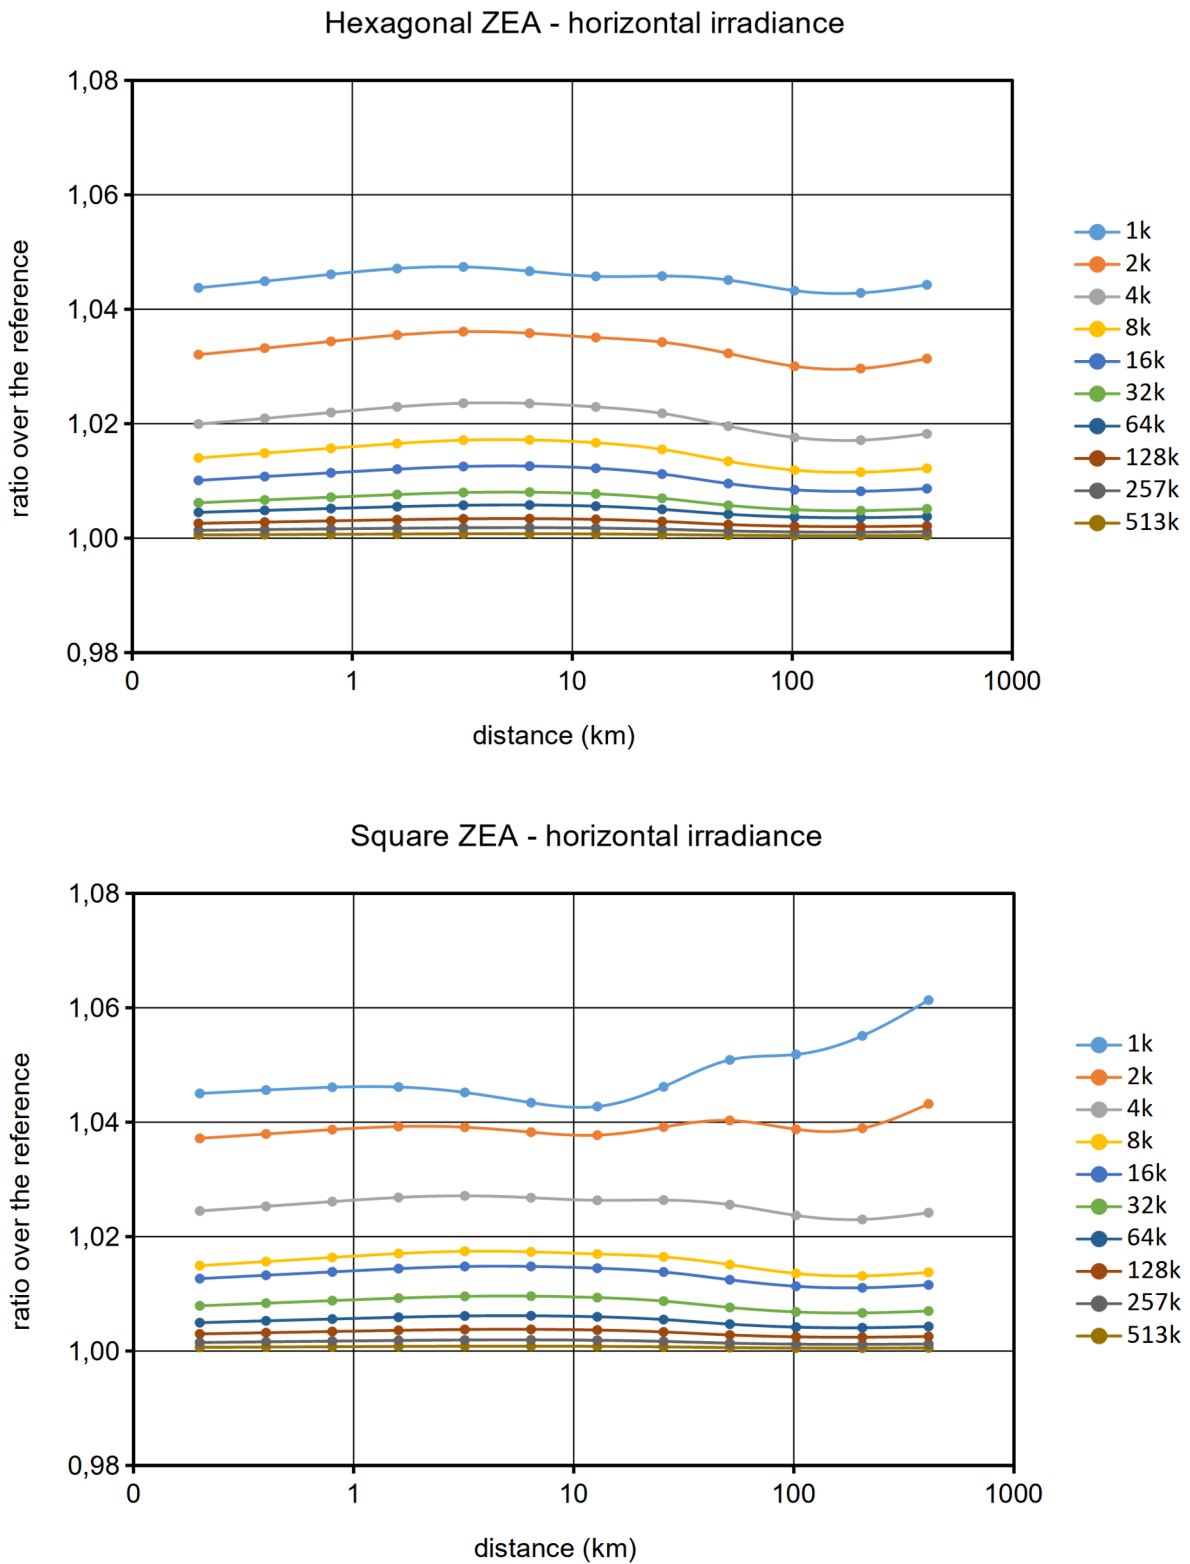 Hexagonal ZEA - horizontal irradiance
1,08
1,06
1,04
1,02
1,00
0,98
ratio over the reference
0 1 10 100 1000
distance (km)
1k
2k
4k
8k
16k
32k
64k
128k
257k
513k
Square ZEA - horizontal irradiance
1,08
1,06
1,04
1,02
1,00
0,98
ratio over the reference
0 1 10 100 1000
distance (km)
1k
2k
4k
8k
16k
32k
64k
128k
257k
513k